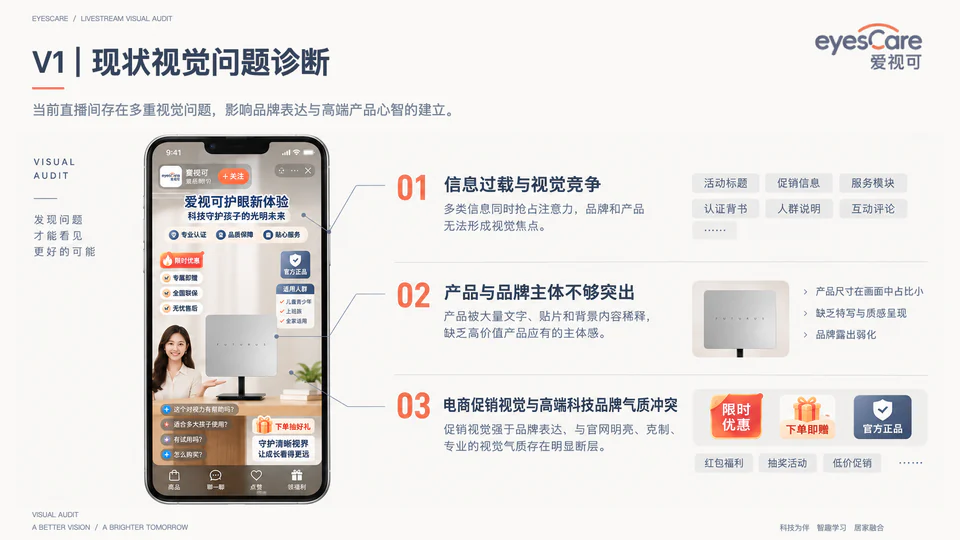 EYESCARE / LIVESTREAM VISUAL AUDIT
V1 | 现状视觉问题诊断
当前直播间存在多重视觉问题，影响品牌表达与高端产品心智的建立。
eyesCare
爱视可
VISUAL
AUDIT
发现问题
才能看见
更好的可能
9:41
eyesCare
爱视可
+关注
爱视可护眼新体验
科技守护孩子的光明未来
专业认证
品质保障
贴心服务
限时优惠
专属即赠
全国联保
无忧售后
官方正品
适用人群
儿童青少年
上班族
全家适用
这个对视力有帮助吗?
适合多大孩子使用?
有试用吗?
怎么购买?
下单抽好礼
守护清晰视界
让成长看得更远
商品
聊一聊
点赞
领福利
01
信息过载与视觉竞争
多类信息同时抢占注意力，品牌和产品
无法形成视觉焦点。
活动标题
促销信息
服务模块
认证背书
人群说明
互动评论
······
02
产品与品牌主体不够突出
产品被大量文字、贴片和背景内容稀释，
缺乏高价值产品应有的主体感。
› 产品尺寸在画面中占比小
› 缺乏特写与质感呈现
› 品牌露出弱化
03
电商促销视觉与高端科技品牌气质冲突
促销视觉强于品牌表达、与官网明亮、克制、
专业的视觉气质存在明显断层。
限时
优惠
下单即赠
官方正品
红包福利
抽奖活动
低价促销
······
VISUAL AUDIT
A BETTER VISION / A BRIGHTER TOMORROW
科技为伴 智趣学习 居家融合